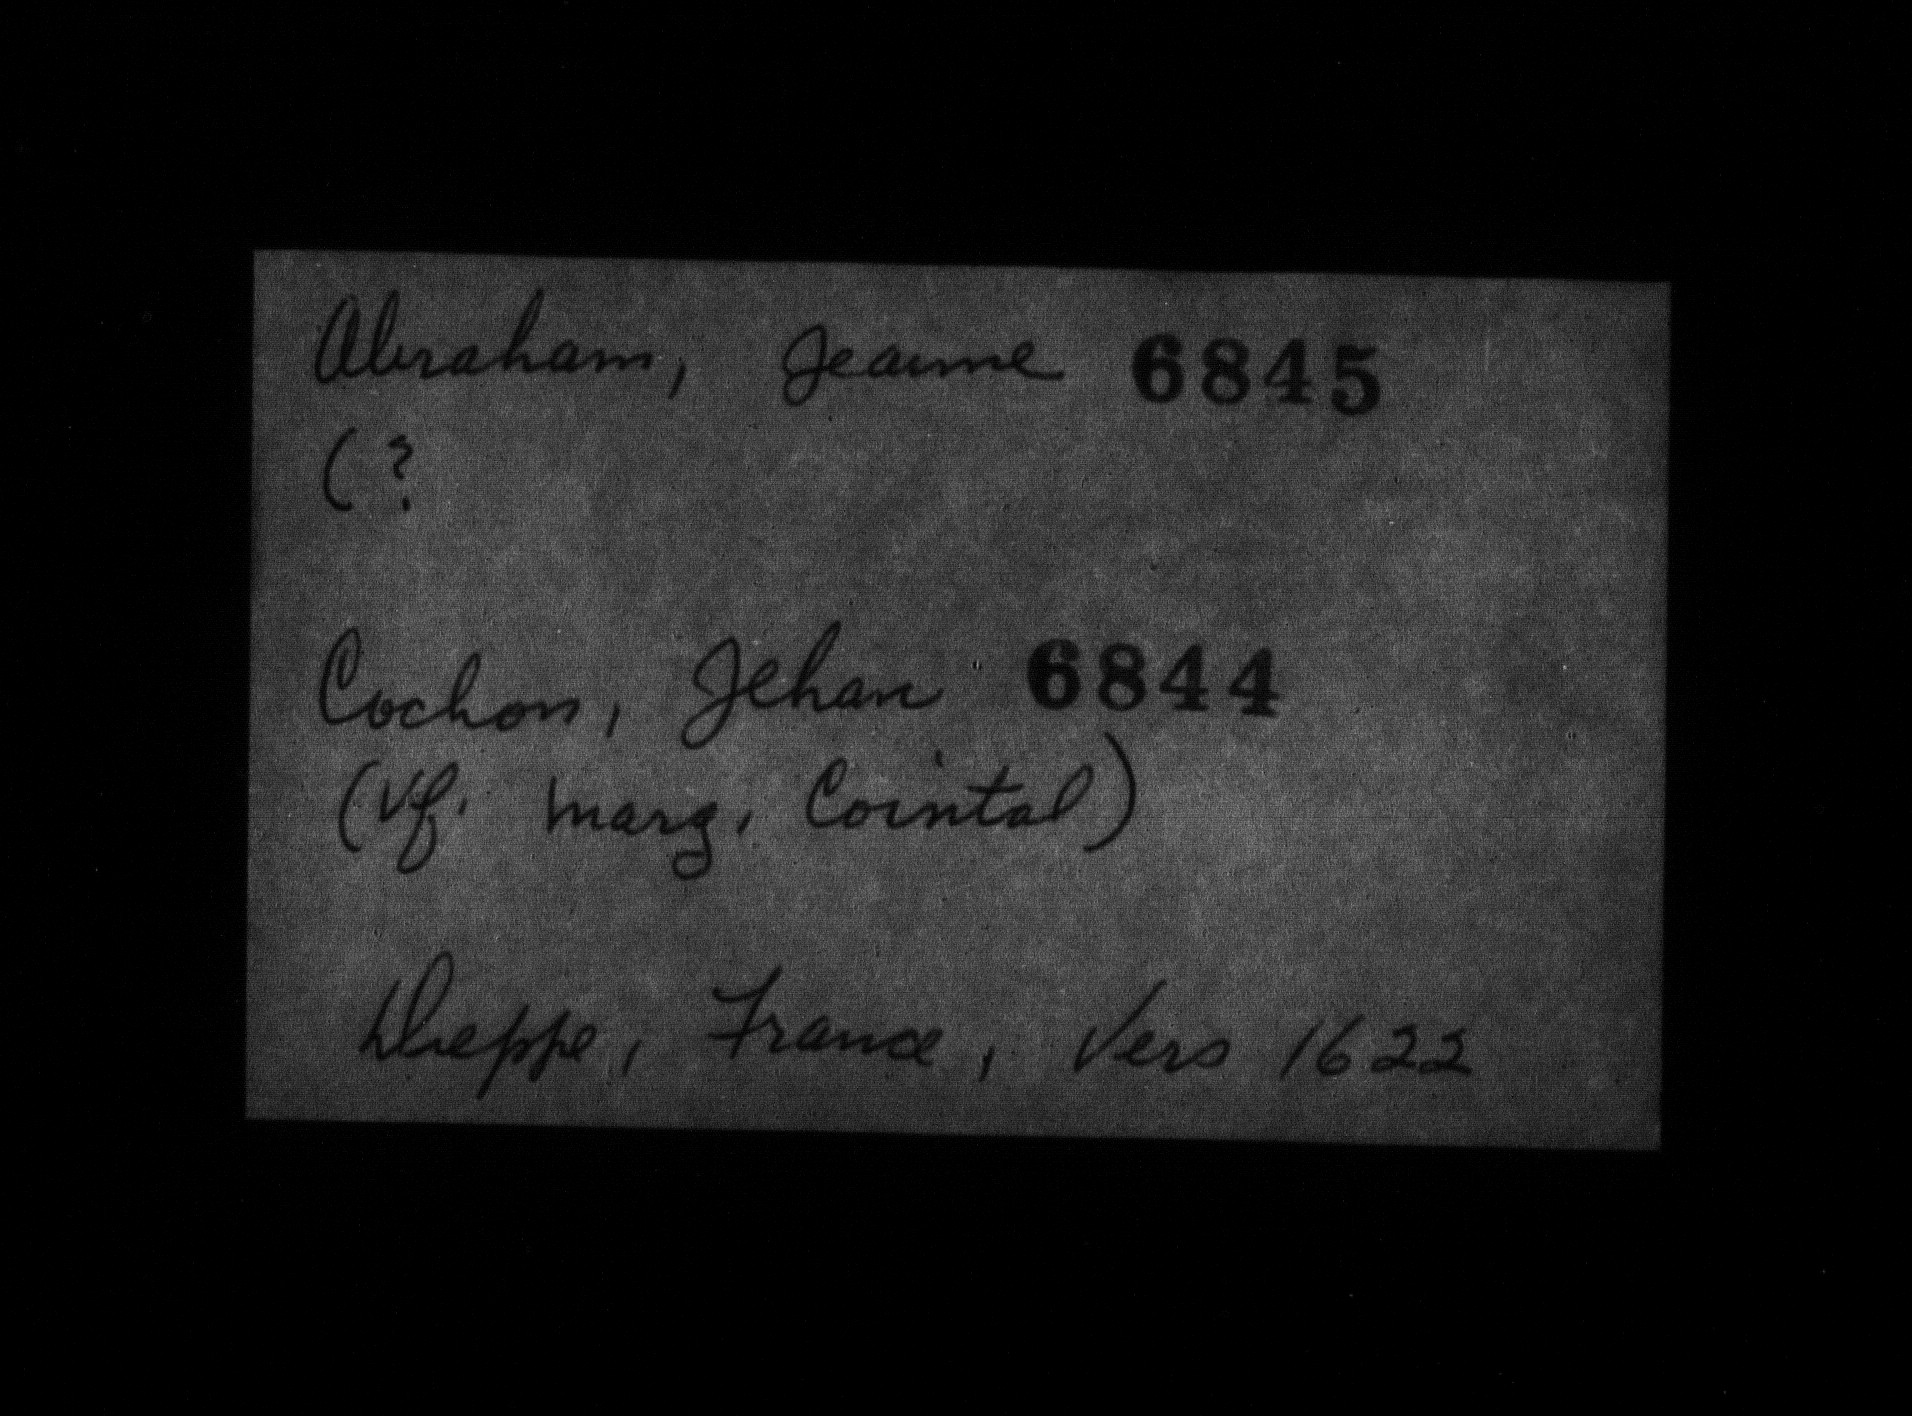 Abraham, Jeanne 6845
( ?
Cochon, Jehan 6844
(Vf. Marg. Cointal)
Dieppe, France, Vers 1622